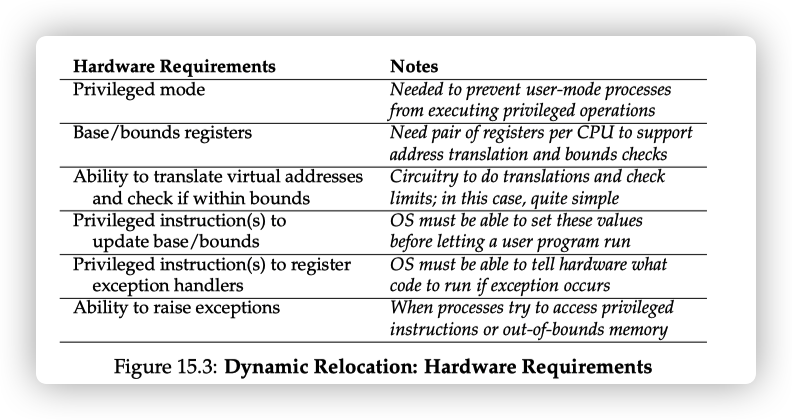 Hardware Requirements Notes
Privileged mode Needed to prevent user-mode processes
from executing privileged operations
Base/bounds registers Need pair of registers per CPU to support
address translation and bounds checks
Ability to translate virtual addresses Circuitry to do translations and check
and check if within bounds limits; in this case, quite simple
Privileged instruction(s) to OS must be able to set these values
update base/bounds before letting a user program run
Privileged instruction(s) to register OS must be able to tell hardware what
exception handlers code to run if exception occurs
Ability to raise exceptions When processes try to access privileged
instructions or out-of-bounds memory
Figure 15.3: Dynamic Relocation: Hardware Requirements